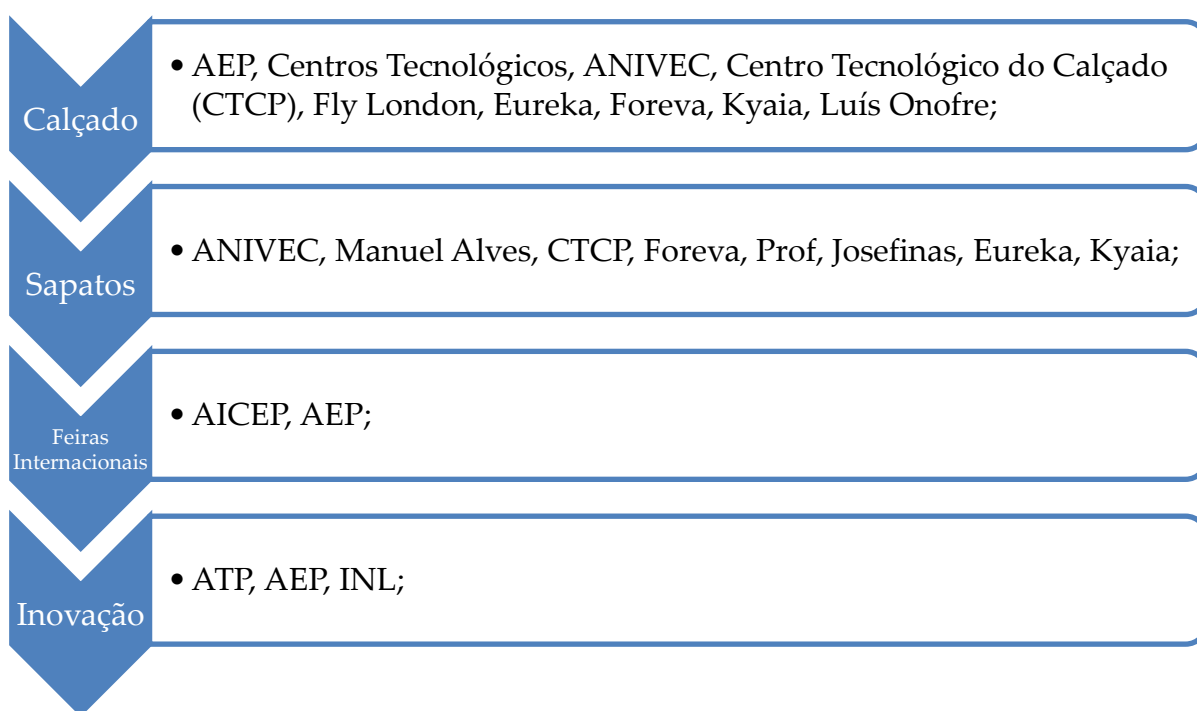 Calçado
• AEP, Centros Tecnológicos, ANIVEC, Centro Tecnológico do Calçado
(CTCP), Fly London, Eureka, Foreva, Kyaia, Luís Onofre;
Sapatos
• ANIVEC, Manuel Alves, CTCP, Foreva, Prof, Josefinas, Eureka, Kyaia;
Feiras
Internacionais
• AICEP, AEP;
Inovação
• ATP, AEP, INL;